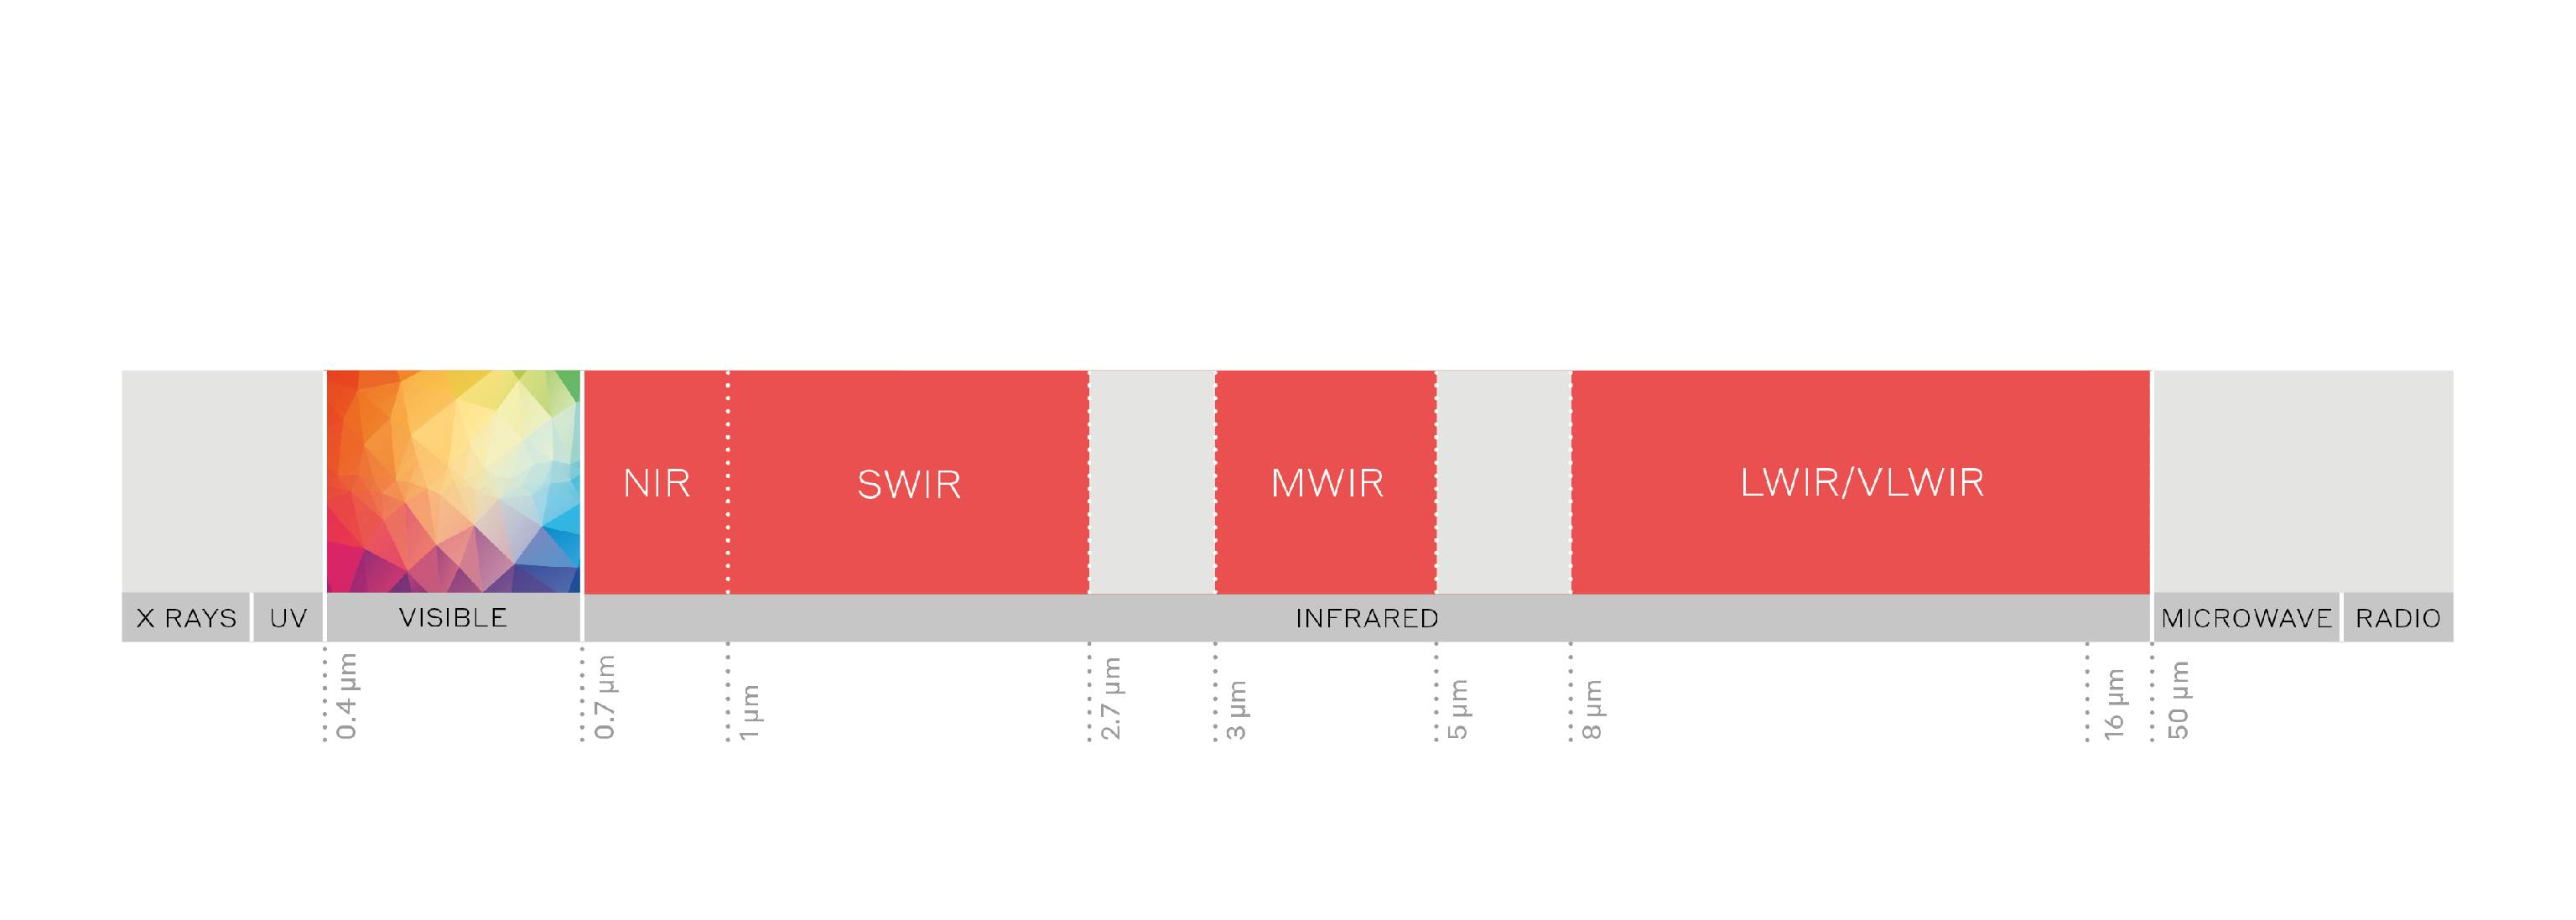 NIR
SWIR
MWIR
LWIR/VLWIR
X RAYS
UV
VISIBLE
INFRARED
MICROWAVE
RADIO
0.4 µm
0.7 µm
1 µm
2.7 µm
3 µm
5 µm
8 µm
16 µm
50 µm